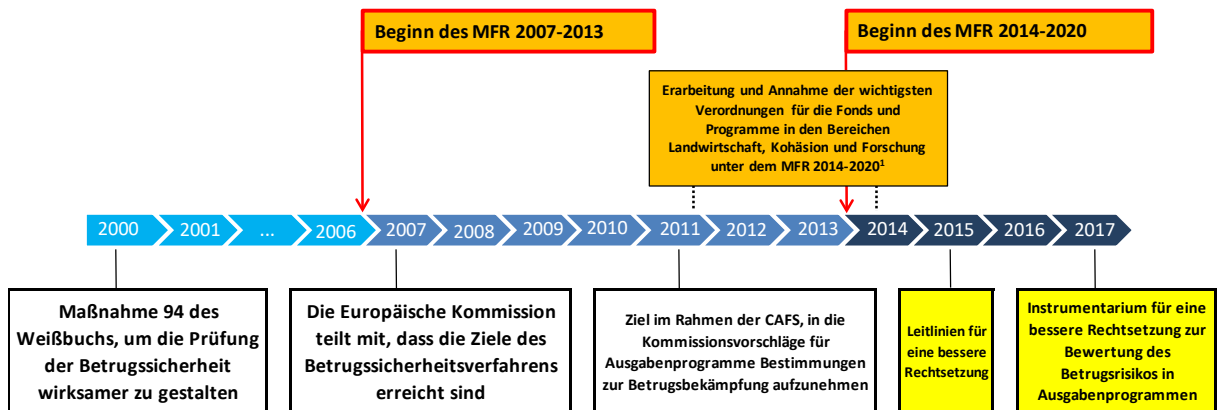 Beginn des MFR 2007-2013
Beginn des MFR 2014-2020
Erarbeitung und Annahme der wichtigsten
Verordnungen für die Fonds und
Programme in den Bereichen
Landwirtschaft, Kohäsion und Forschung
unter dem MFR 2014-2020¹
2000 2001 ... 2006 2007 2008 2009 2010 2011 2012 2013 2014 2015 2016 2017
Maßnahme 94 des
Weißbuchs, um die Prüfung
der Betrugssicherheit
wirksamer zu gestalten
Die Europäische Kommission
teilt mit, dass die Ziele des
Betrugssicherheitsverfahrens
erreicht sind
Ziel im Rahmen der CAFS, in die
Kommissionsvorschläge für
Ausgabenprogramme Bestimmungen
zur Betrugsbekämpfung aufzunehmen
Leitlinien für
eine bessere
Rechtsetzung
Instrumentarium für eine
bessere Rechtsetzung zur
Bewertung des
Betrugsrisikos in
Ausgabenprogrammen